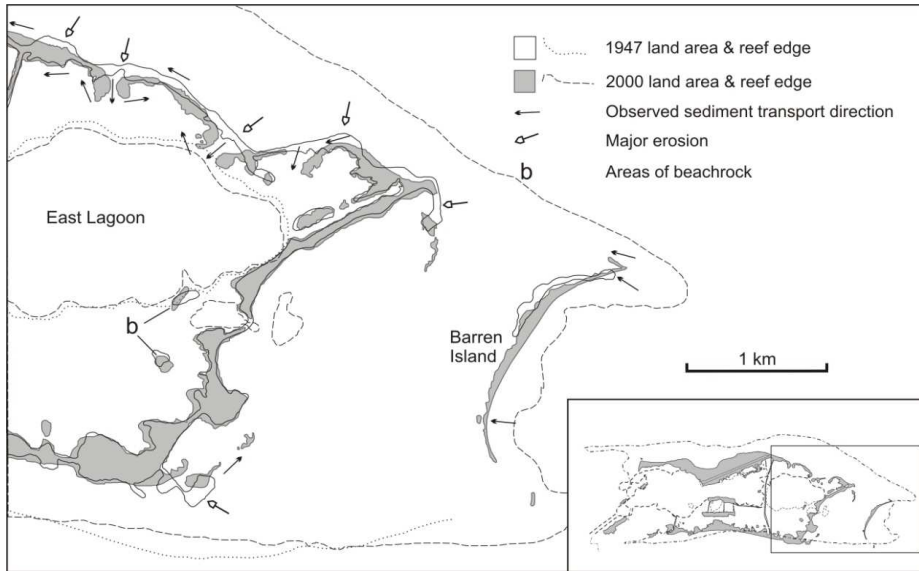 1947 land area & reef edge
2000 land area & reef edge
Observed sediment transport direction
Major erosion
b
Areas of beachrock
East Lagoon
b
Barren
Island
1 km